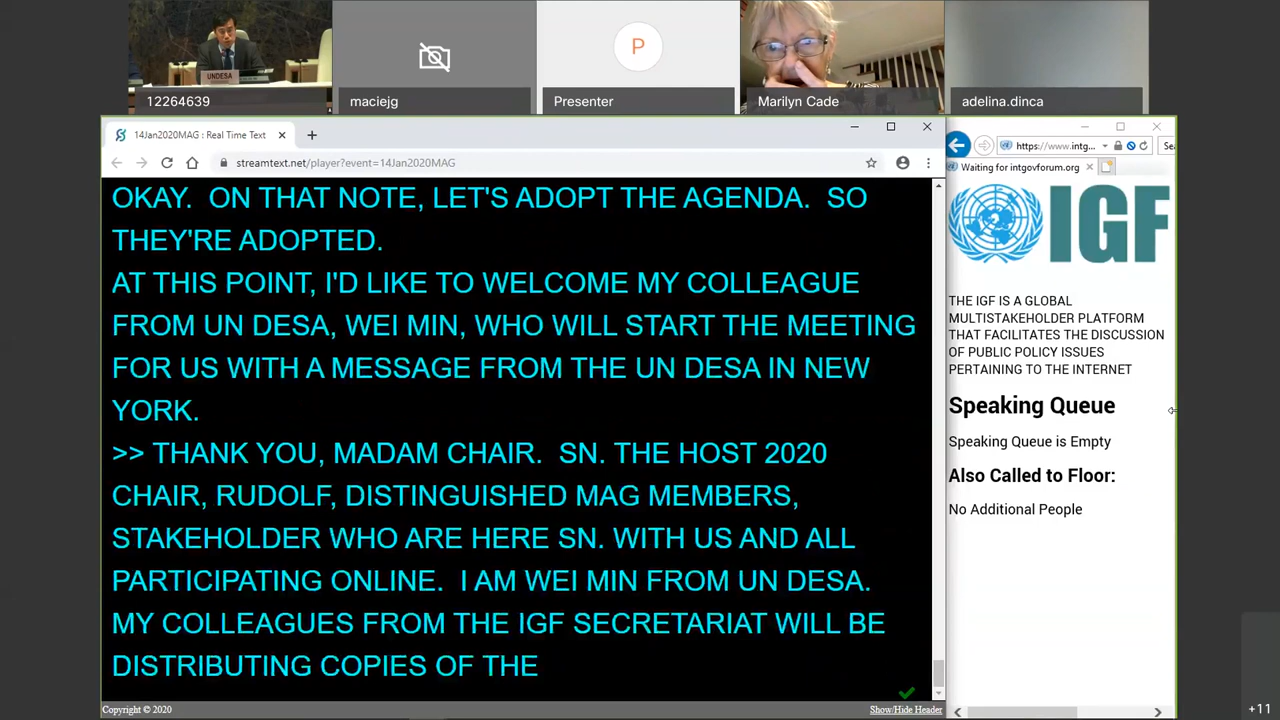 UNDESA
P
12264639
maciejg
Presenter
Marilyn Cade
adelina.dinca
14Jan2020MAG : Real Time Text
streamtext.net/player?event=14Jan2020MAG
OKAY.  ON THAT NOTE, LET'S ADOPT THE AGENDA.  SO
THEY'RE ADOPTED.
AT THIS POINT, I'D LIKE TO WELCOME MY COLLEAGUE
FROM UN DESA, WEI MIN, WHO WILL START THE MEETING
FOR US WITH A MESSAGE FROM THE UN DESA IN NEW
YORK.
>> THANK YOU, MADAM CHAIR.  SN. THE HOST 2020
CHAIR, RUDOLF, DISTINGUISHED MAG MEMBERS,
STAKEHOLDER WHO ARE HERE SN. WITH US AND ALL
PARTICIPATING ONLINE.  I AM WEI MIN FROM UN DESA.
MY COLLEAGUES FROM THE IGF SECRETARIAT WILL BE
DISTRIBUTING COPIES OF THE
Copyright © 2020
Show/Hide Header
https://www.intg...
Sea
Waiting for intgovforum.org
IGF
THE IGF IS A GLOBAL
MULTISTAKEHOLDER PLATFORM
THAT FACILITATES THE DISCUSSION
OF PUBLIC POLICY ISSUES
PERTAINING TO THE INTERNET
Speaking Queue
Speaking Queue is Empty
Also Called to Floor:
No Additional People
+11